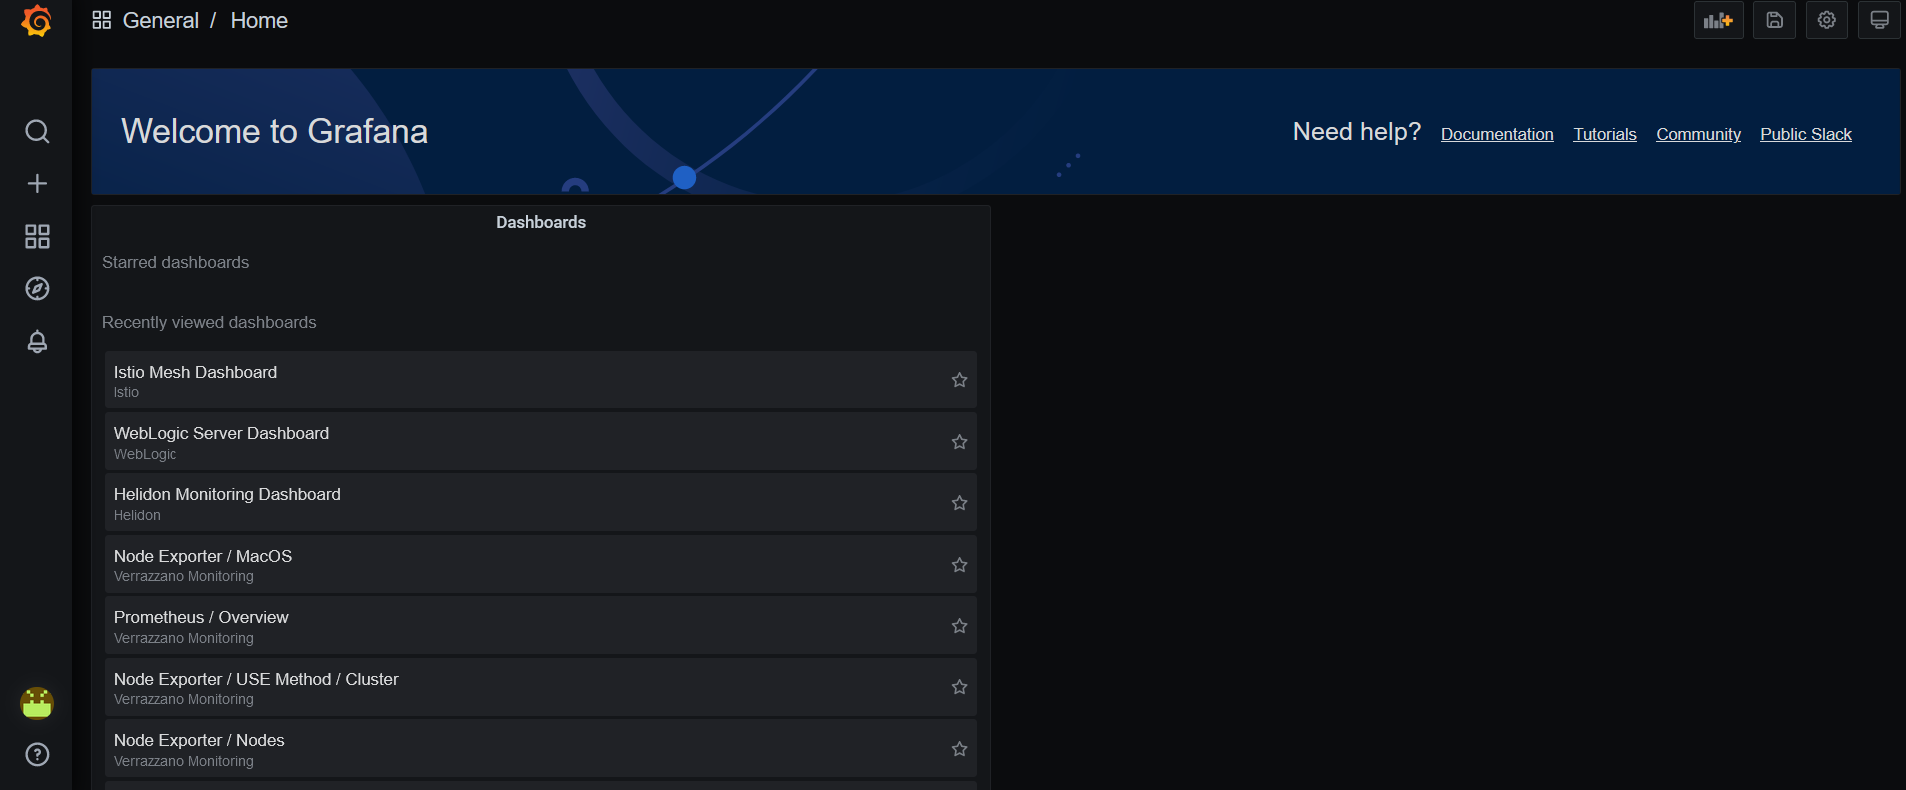 General / Home
Welcome to Grafana
Need help? Documentation Tutorials Community Public Slack
Dashboards
Starred dashboards
Recently viewed dashboards
Istio Mesh Dashboard
Istio
WebLogic Server Dashboard
WebLogic
Helidon Monitoring Dashboard
Helidon
Node Exporter / MacOS
Verrazzano Monitoring
Prometheus / Overview
Verrazzano Monitoring
Node Exporter / USE Method / Cluster
Verrazzano Monitoring
Node Exporter / Nodes
Verrazzano Monitoring